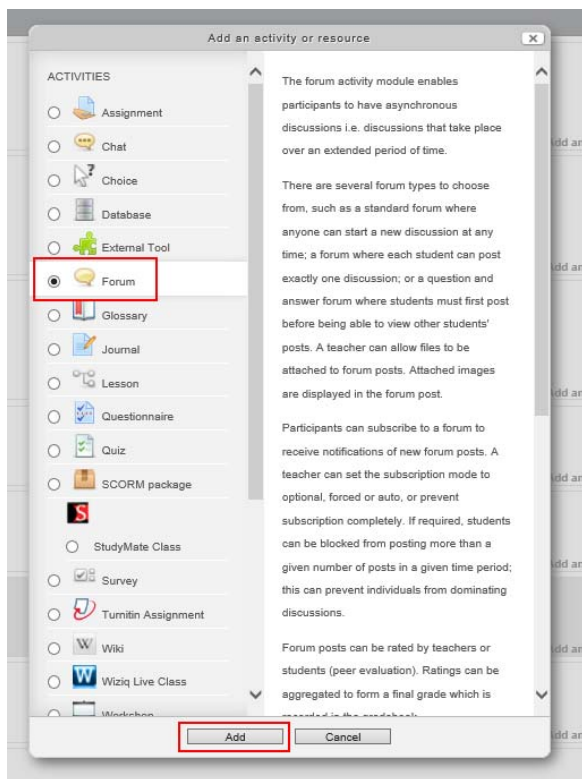 Add an activity or resource
ACTIVITIES
Assignment
Chat
Choice
Database
External Tool
Forum
Glossary
Journal
Lesson
Questionnaire
Quiz
SCORM package
S
StudyMate Class
Survey
Turnitin Assignment
W
Wiki
W
Wiziq Live Class
Workshop
The forum activity module enables
participants to have asynchronous
discussions i.e. discussions that take place
over an extended period of time.
There are several forum types to choose
from, such as a standard forum where
anyone can start a new discussion at any
time; a forum where each student can post
exactly one discussion; or a question and
answer forum where students must first post
before being able to view other students'
posts. A teacher can allow files to be
attached to forum posts. Attached images
are displayed in the forum post.
Participants can subscribe to a forum to
receive notifications of new forum posts. A
teacher can set the subscription mode to
optional, forced or auto, or prevent
subscription completely. If required, students
can be blocked from posting more than a
given number of posts in a given time period;
this can prevent individuals from dominating
discussions.
Forum posts can be rated by teachers or
students (peer evaluation). Ratings can be
aggregated to form a final grade which is
recorded in the gradebook.
Add
Cancel